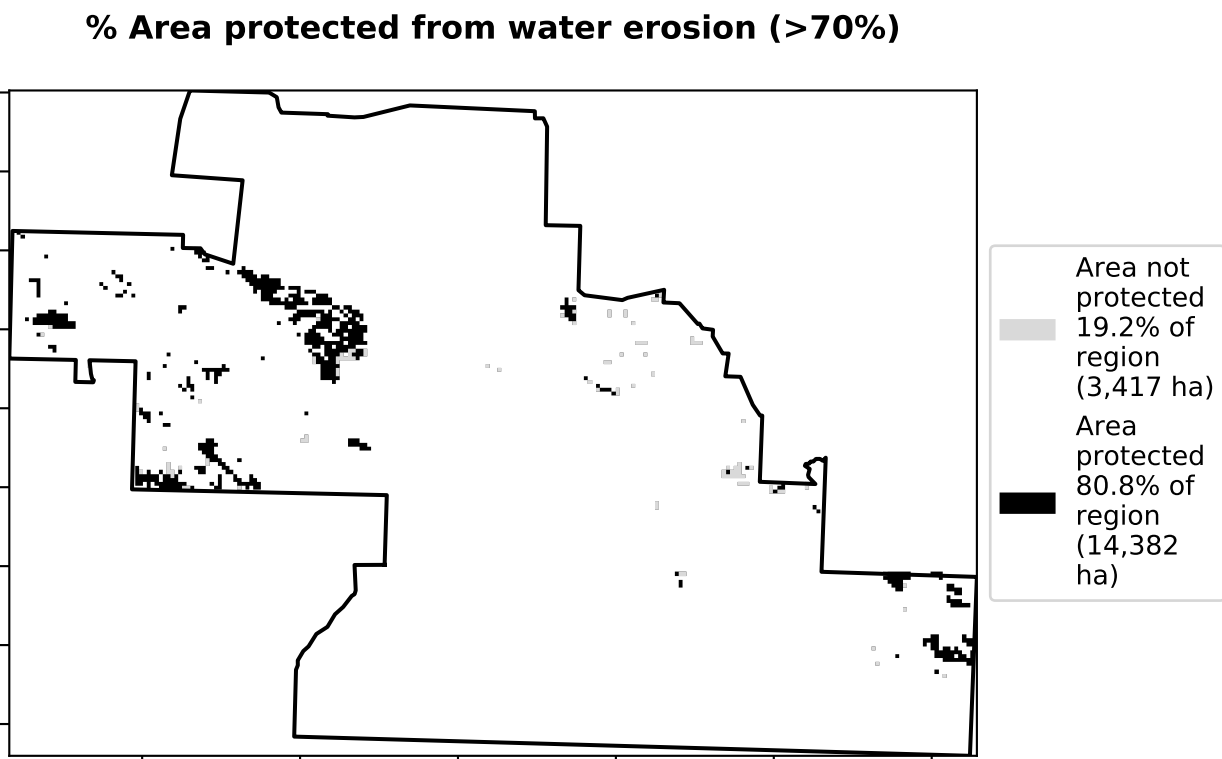 % Area protected from water erosion (>70%)
Area not
protected
19.2% of
region
(3,417 ha)
Area
protected
80.8% of
region
(14,382
ha)